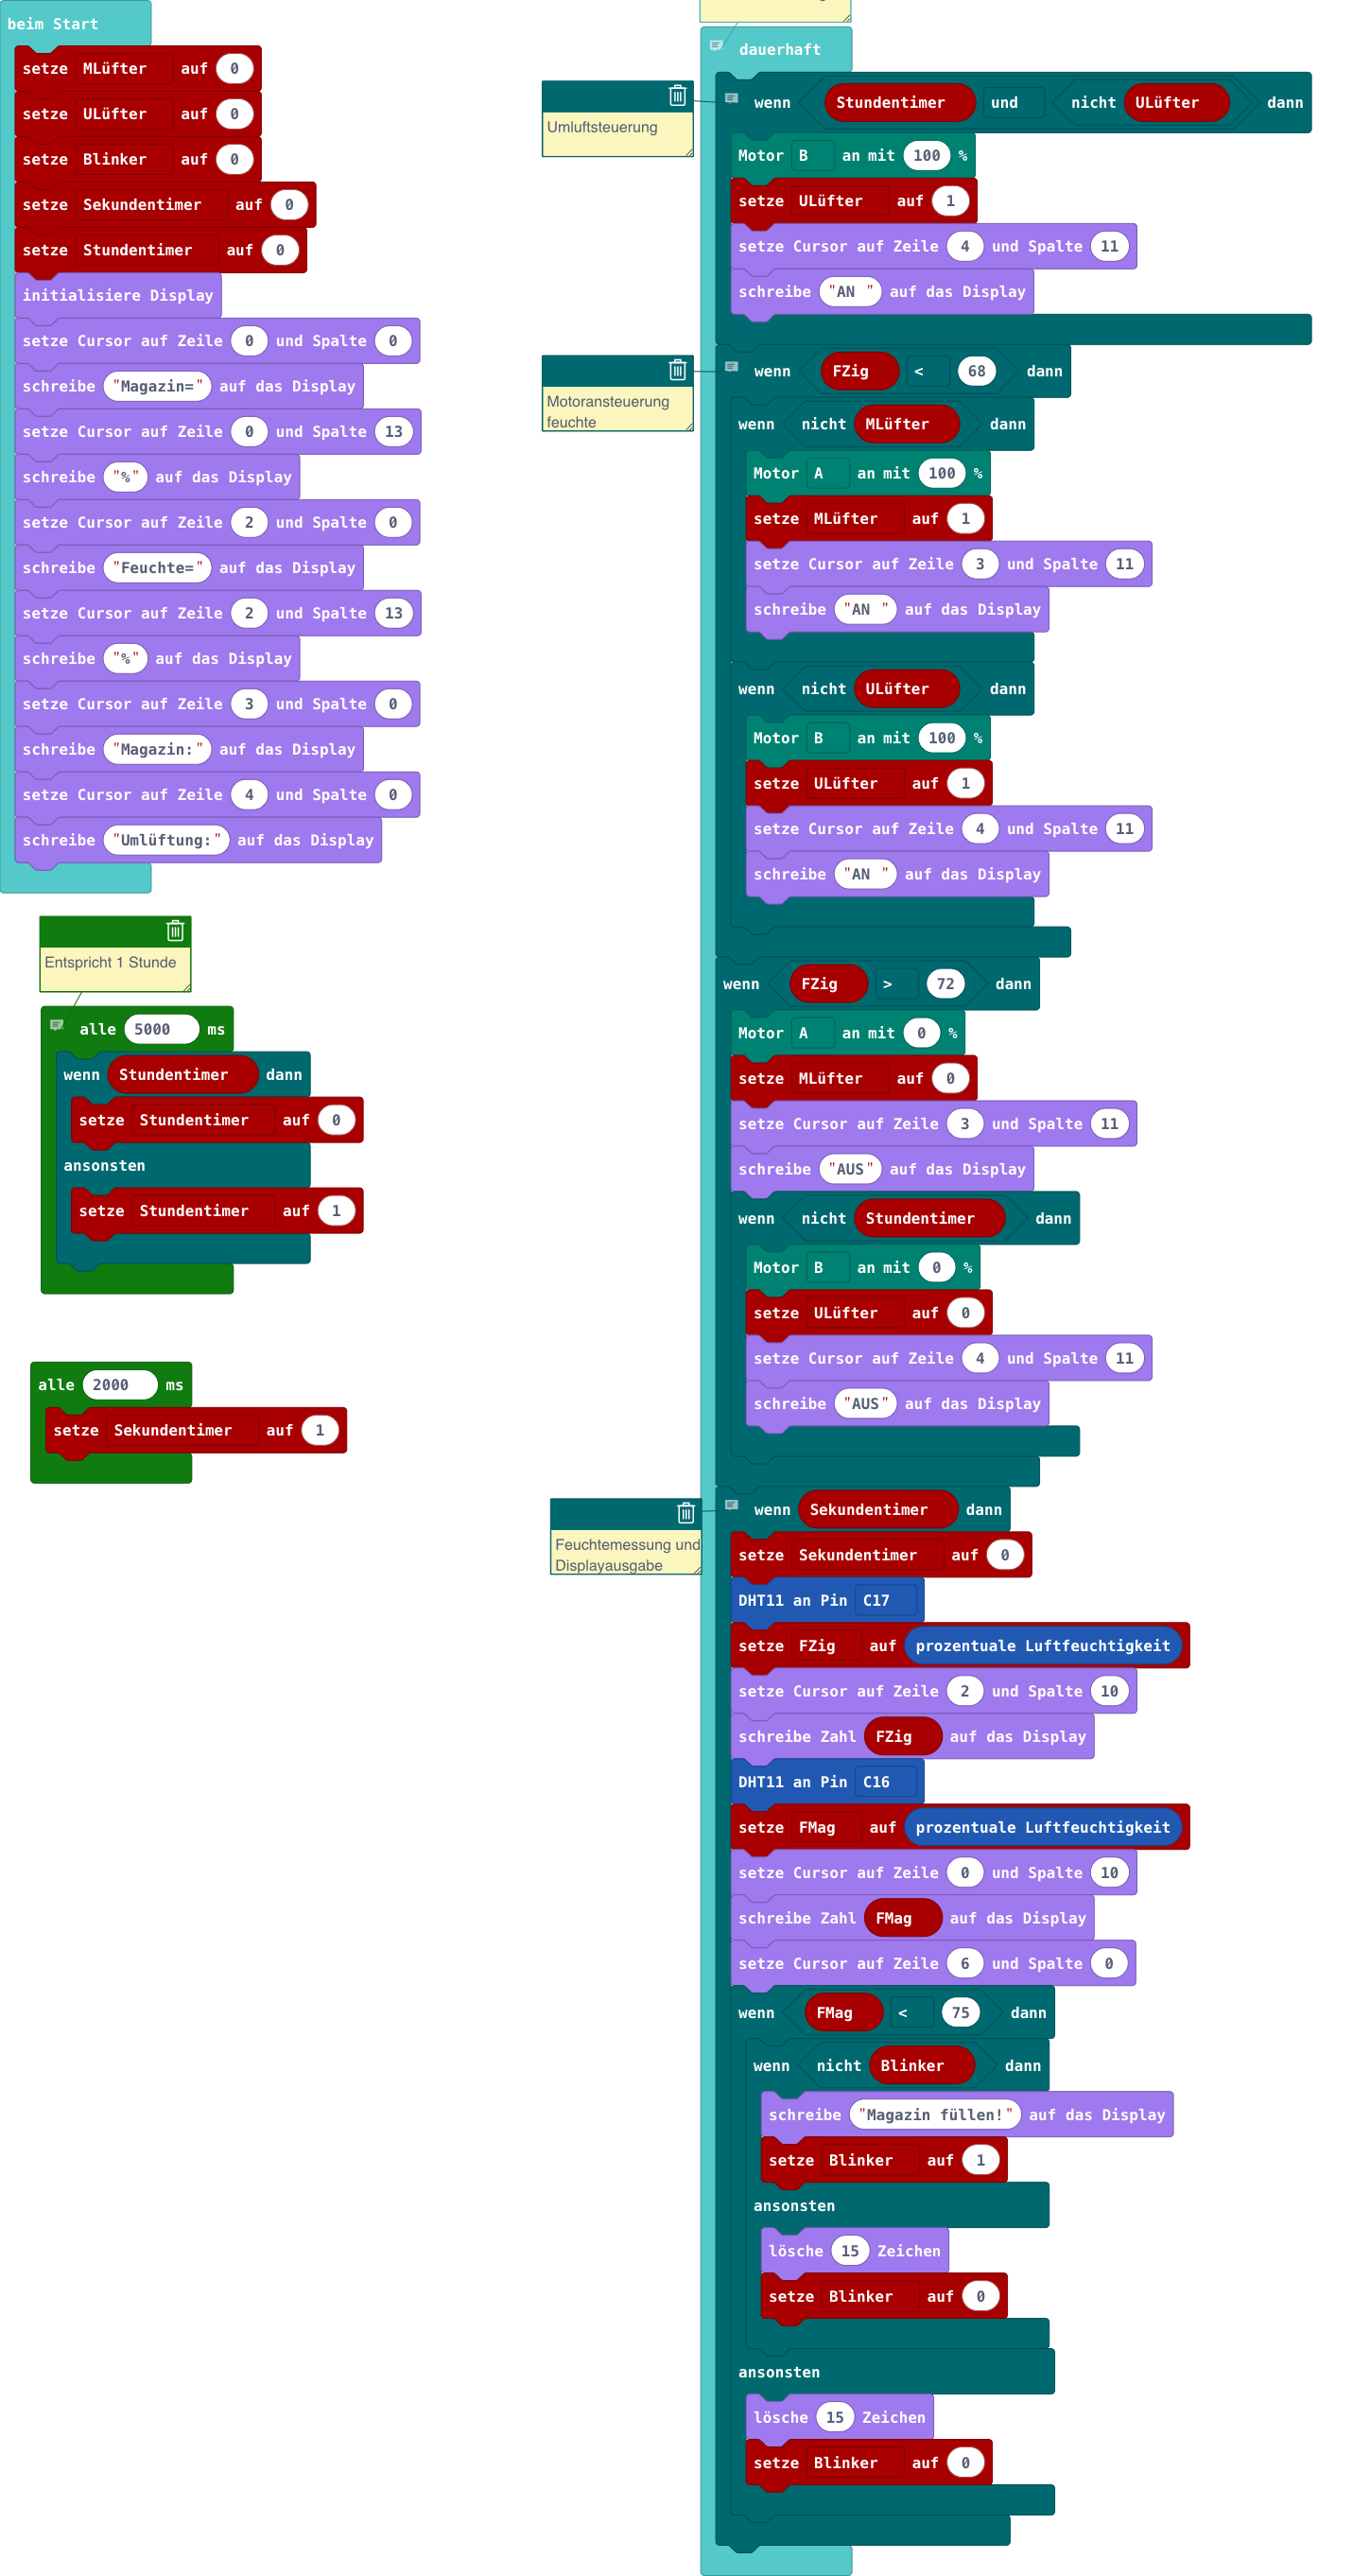 beim Start
setze MLüfter auf 0
setze ULüfter auf 0
setze Blinker auf 0
setze Sekundentimer auf 0
setze Stundentimer auf 0
initialisiere Display
setze Cursor auf Zeile 0 und Spalte 0
schreibe "Magazin=" auf das Display
setze Cursor auf Zeile 0 und Spalte 13
schreibe "%" auf das Display
setze Cursor auf Zeile 2 und Spalte 0
schreibe "Feuchte=" auf das Display
setze Cursor auf Zeile 2 und Spalte 13
schreibe "%" auf das Display
setze Cursor auf Zeile 3 und Spalte 0
schreibe "Magazin:" auf das Display
setze Cursor auf Zeile 4 und Spalte 0
schreibe "Umlüftung:" auf das Display
Entspricht 1 Stunde
alle 5000 ms
wenn Stundentimer dann
setze Stundentimer auf 0
ansonsten
setze Stundentimer auf 1
alle 2000 ms
setze Sekundentimer auf 1
dauerhaft
Umluftsteuerung
wenn Stundentimer und nicht ULüfter dann
Motor B an mit 100 %
setze ULüfter auf 1
setze Cursor auf Zeile 4 und Spalte 11
schreibe "AN " auf das Display
Motoransteuerung
feuchte
wenn FZig < 68 dann
wenn nicht MLüfter dann
Motor A an mit 100 %
setze MLüfter auf 1
setze Cursor auf Zeile 3 und Spalte 11
schreibe "AN " auf das Display
wenn nicht ULüfter dann
Motor B an mit 100 %
setze ULüfter auf 1
setze Cursor auf Zeile 4 und Spalte 11
schreibe "AN " auf das Display
wenn FZig > 72 dann
Motor A an mit 0 %
setze MLüfter auf 0
setze Cursor auf Zeile 3 und Spalte 11
schreibe "AUS" auf das Display
wenn nicht Stundentimer dann
Motor B an mit 0 %
setze ULüfter auf 0
setze Cursor auf Zeile 4 und Spalte 11
schreibe "AUS" auf das Display
Feuchtemessung und
Displayausgabe
wenn Sekundentimer dann
setze Sekundentimer auf 0
DHT11 an Pin C17
setze FZig auf prozentuale Luftfeuchtigkeit
setze Cursor auf Zeile 2 und Spalte 10
schreibe Zahl FZig auf das Display
DHT11 an Pin C16
setze FMag auf prozentuale Luftfeuchtigkeit
setze Cursor auf Zeile 0 und Spalte 10
schreibe Zahl FMag auf das Display
setze Cursor auf Zeile 6 und Spalte 0
wenn FMag < 75 dann
wenn nicht Blinker dann
schreibe "Magazin füllen!" auf das Display
setze Blinker auf 1
ansonsten
lösche 15 Zeichen
setze Blinker auf 0
ansonsten
lösche 15 Zeichen
setze Blinker auf 0